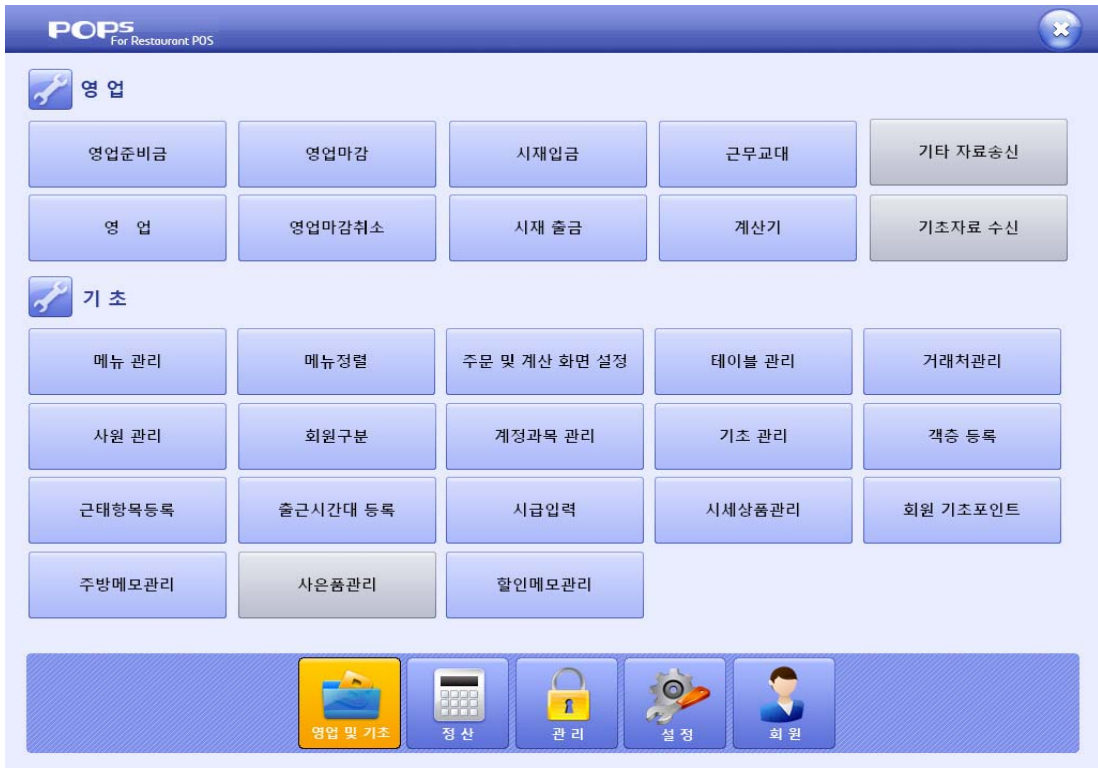 POPS
For Restaurant POS
영 업
영업준비금 영업마감 시재입금 근무교대 기타 자료송신
영 업 영업마감취소 시재 출금 계산기 기초자료 수신
기 초
메뉴 관리 메뉴정렬 주문 및 계산 화면 설정 테이블 관리 거래처관리
사원 관리 회원구분 계정과목 관리 기초 관리 객층 등록
근태항목등록 출근시간대 등록 시급입력 시세상품관리 회원 기초포인트
주방메모관리 사은품관리 할인메모관리
영업 및 기초 정 산 관 리 설 정 회 원